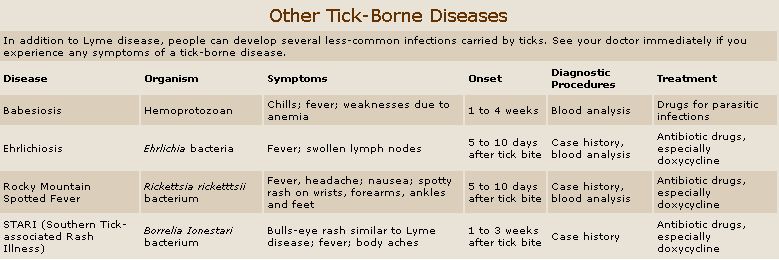 Other Tick-Borne Diseases
In addition to Lyme disease, people can develop several less-common infections carried by ticks. See your doctor immediately if you
experience any symptoms of a tick-borne disease.
Disease Organism Symptoms Onset Diagnostic Procedures Treatment
Babesiosis Hemoprotozoan Chills; fever; weaknesses due to anemia 1 to 4 weeks Blood analysis Drugs for parasitic infections
Ehrlichiosis Ehrlichia bacteria Fever; swollen lymph nodes 5 to 10 days after tick bite Case history, blood analysis Antibiotic drugs, especially doxycycline
Rocky Mountain Spotted Fever Rickettsia ricketttsii bacterium Fever, headache; nausea; spotty rash on wrists, forearms, ankles and feet 5 to 10 days after tick bite Case history, blood analysis Antibiotic drugs, especially doxycycline
STARI (Southern Tick-associated Rash Illness) Borrelia Ionestari bacterium Bulls-eye rash similar to Lyme disease; fever; body aches 1 to 3 weeks after tick bite Case history Antibiotic drugs, especially doxycycline